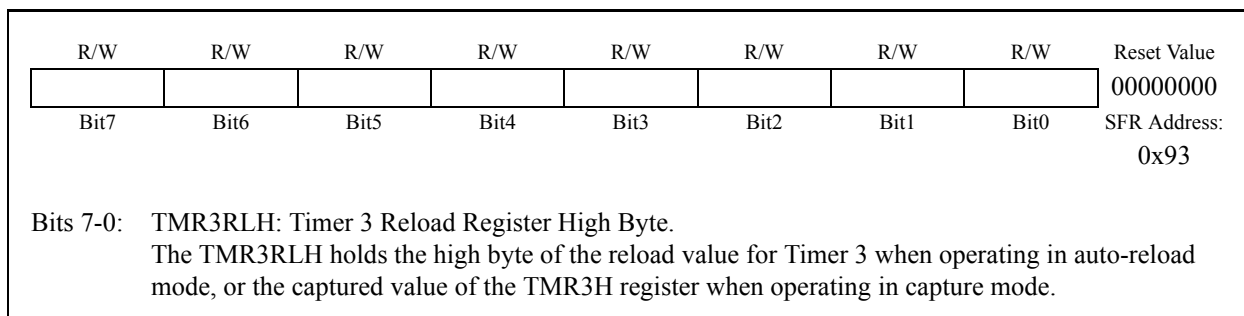 R/W R/W R/W R/W R/W R/W R/W R/W Reset Value
00000000
Bit7 Bit6 Bit5 Bit4 Bit3 Bit2 Bit1 Bit0 SFR Address:
0x93
Bits 7-0: TMR3RLH: Timer 3 Reload Register High Byte.
The TMR3RLH holds the high byte of the reload value for Timer 3 when operating in auto-reload
mode, or the captured value of the TMR3H register when operating in capture mode.